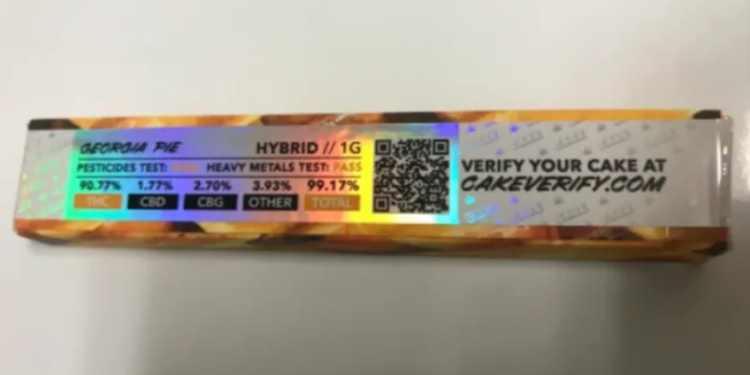 GEORGIA PIE HYBRID // 1G
PESTICIDES TEST: PASS HEAVY METALS TEST: PASS
90.77% 1.77% 2.70% 3.93% 99.17%
THC CBD CBG OTHER TOTAL
VERIFY YOUR CAKE AT
CAKEVERIFY.COM